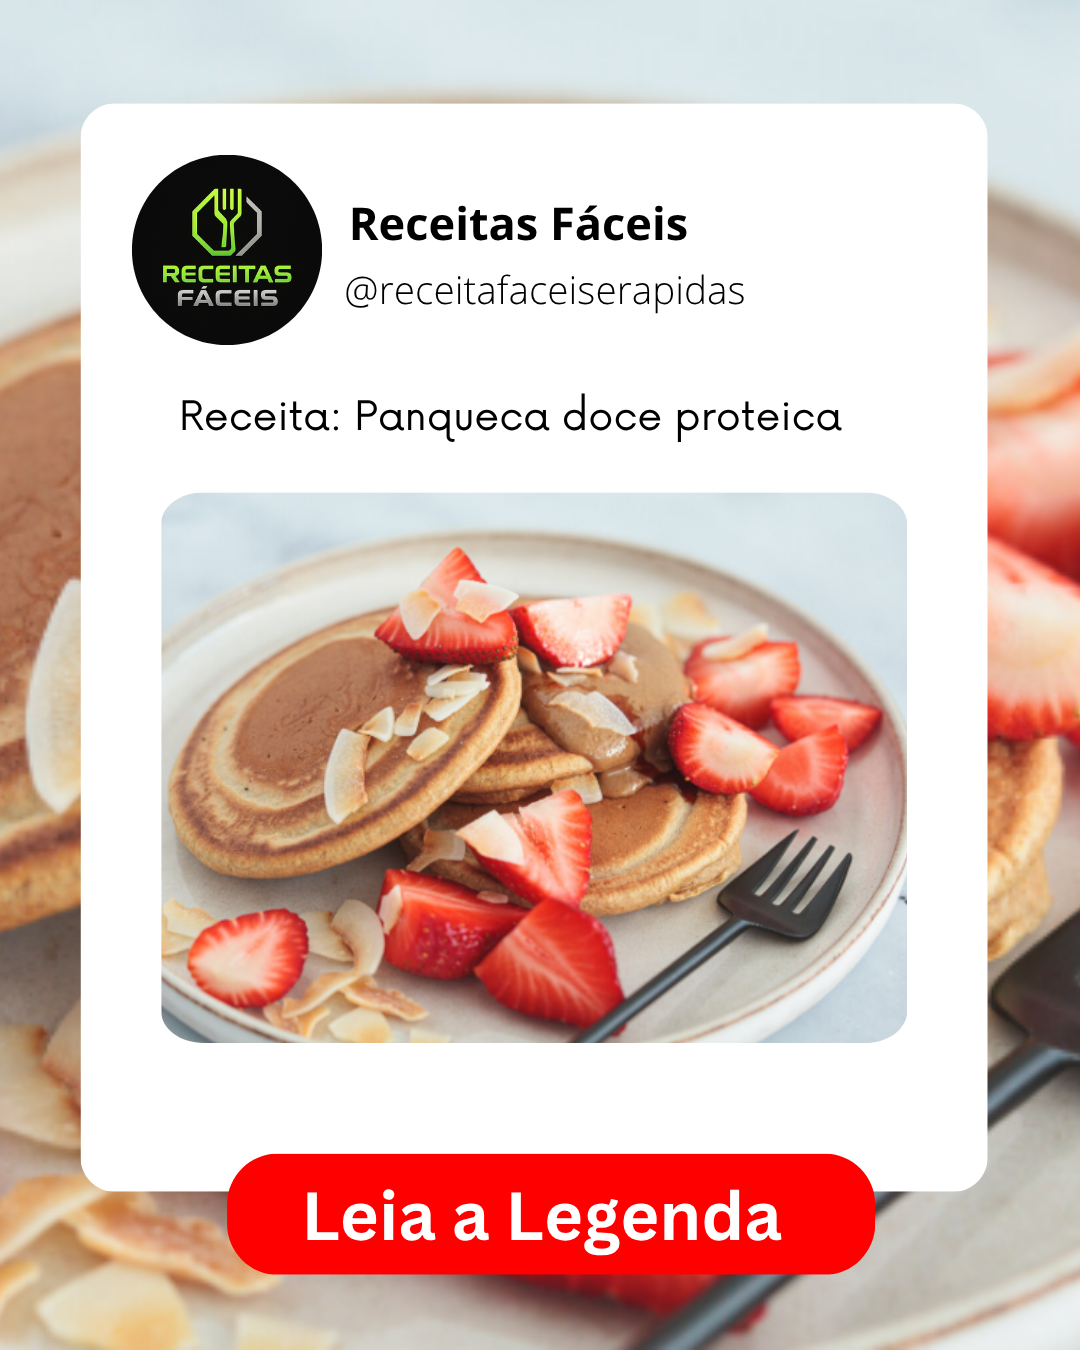 RECEITAS
FÁCEIS
Receitas Fáceis
@receitafaceiserapidas
Receita: Panqueca doce proteica
Leia a Legenda